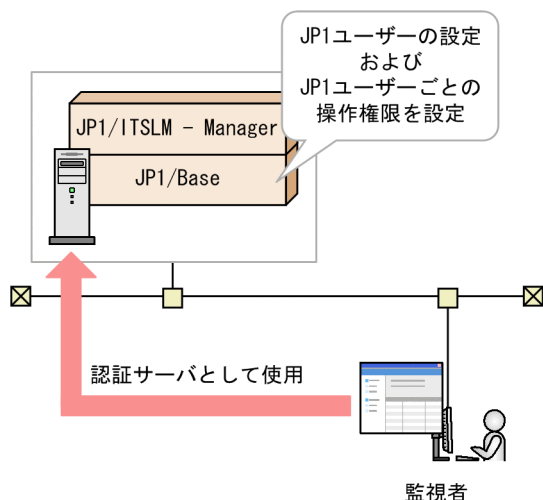 JP1ユーザーの設定
および
JP1ユーザーごとの
操作権限を設定
JP1/ITSLM － Manager
JP1/Base
認証サーバとして使用
監視者